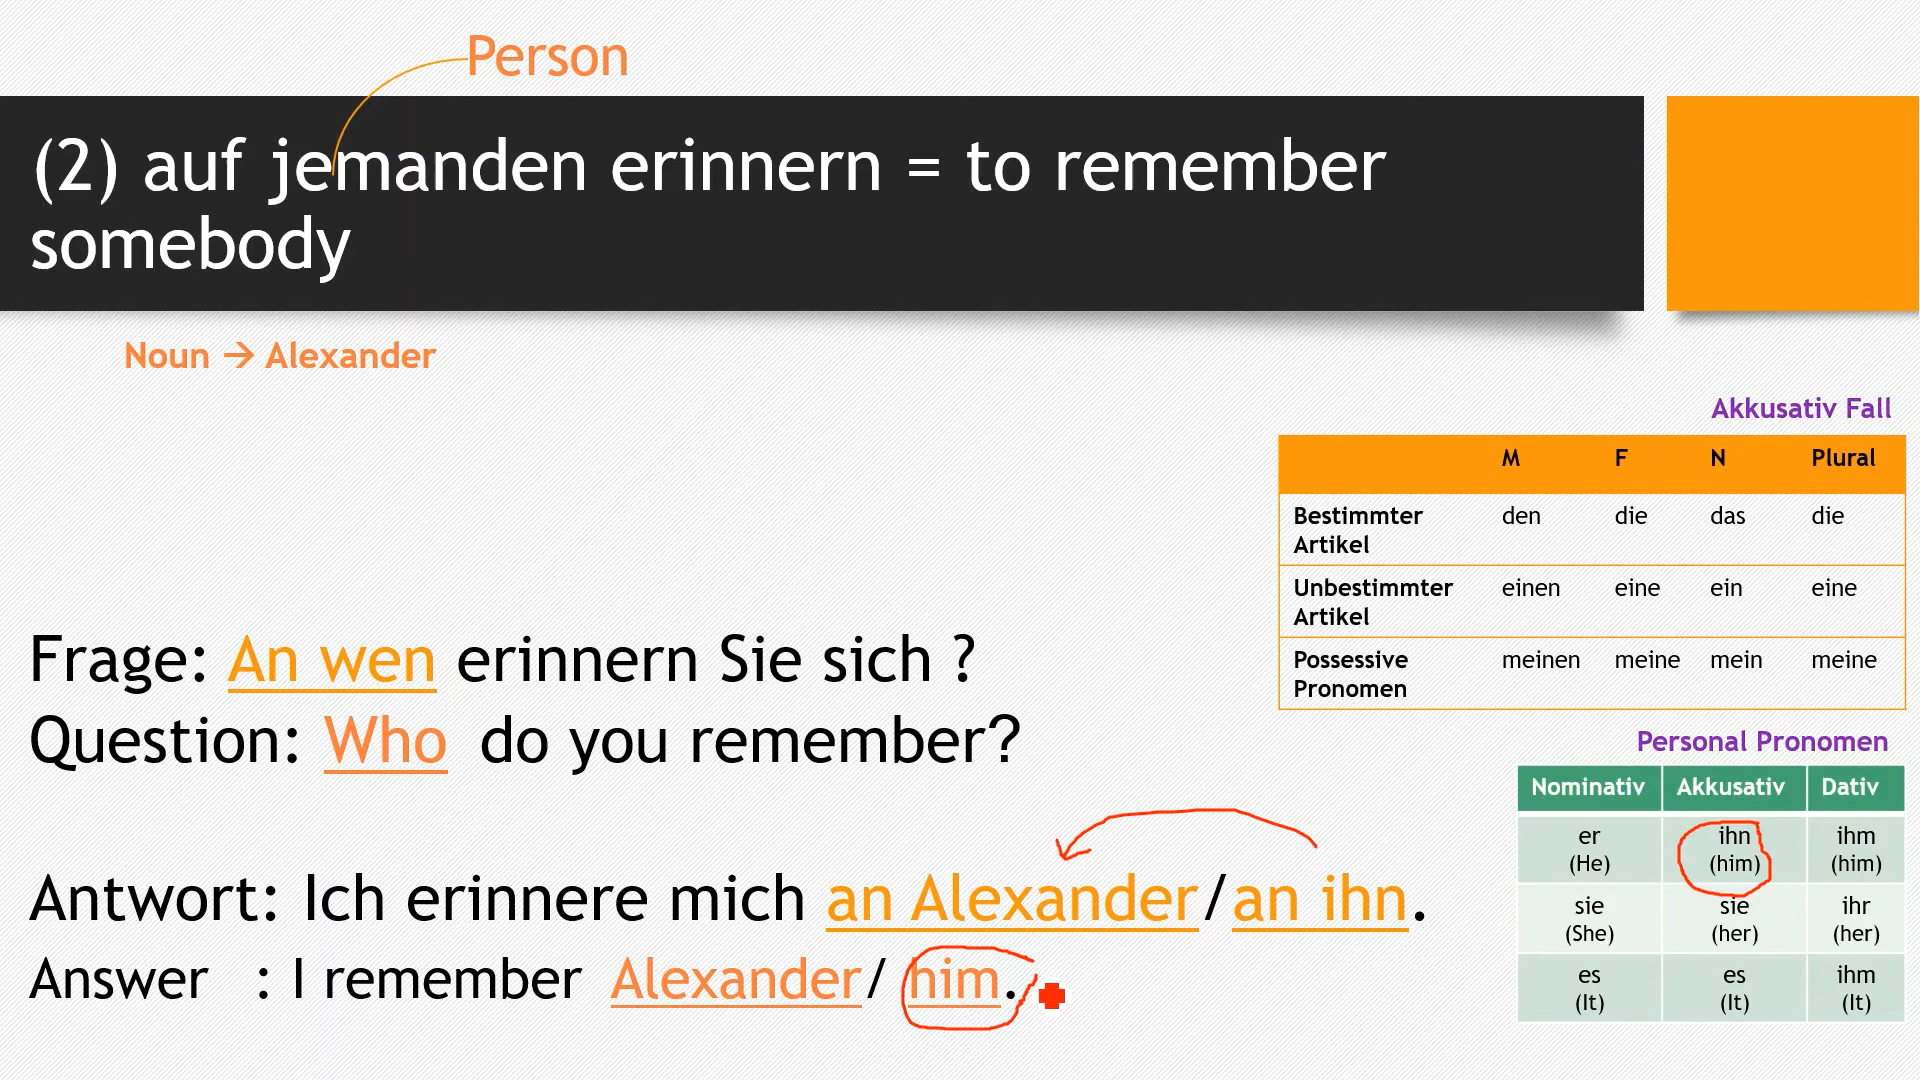 Person
(2) auf jemanden erinnern = to remember
somebody
Noun → Alexander
Akkusativ Fall
M F N Plural
Bestimmter Artikel den die das die
Unbestimmter Artikel einen eine ein eine
Possessive Pronomen meinen meine mein meine
Frage: An wen erinnern Sie sich ?
Question: Who do you remember?
Personal Pronomen
Nominativ Akkusativ Dativ
er (He) ihn (him) ihm (him)
sie (She) sie (her) ihr (her)
es (It) es (It) ihm (It)
Antwort: Ich erinnere mich an Alexander/an ihn.
Answer : I remember Alexander/ him.